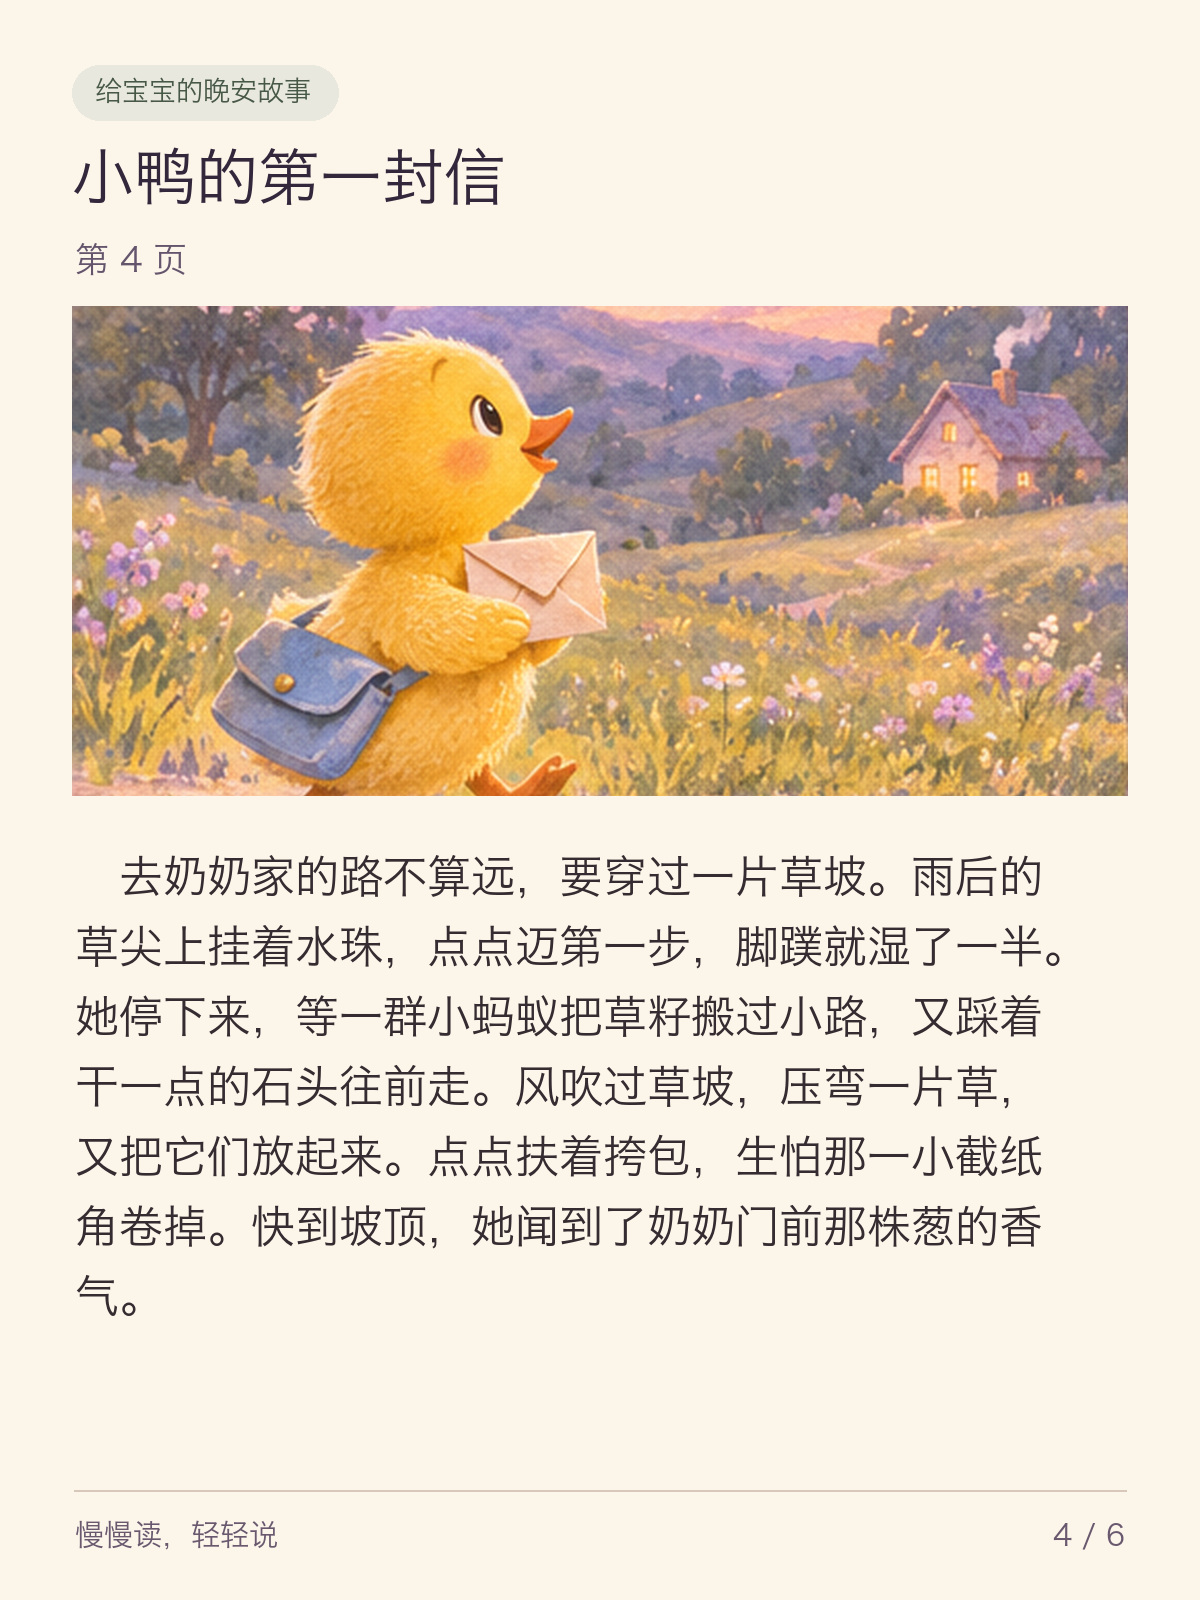 给宝宝的晚安故事
小鸭的第一封信
第 4 页
去奶奶家的路不算远，要穿过一片草坡。雨后的
草尖上挂着水珠，点点迈第一步，脚蹼就湿了一半。
她停下来，等一群小蚂蚁把草籽搬过小路，又踩着
干一点的石头往前走。风吹过草坡，压弯一片草，
又把它们放起来。点点扶着挎包，生怕那一小截纸
角卷掉。快到坡顶，她闻到了奶奶门前那株葱的香
气。
慢慢读，轻轻说
4 / 6